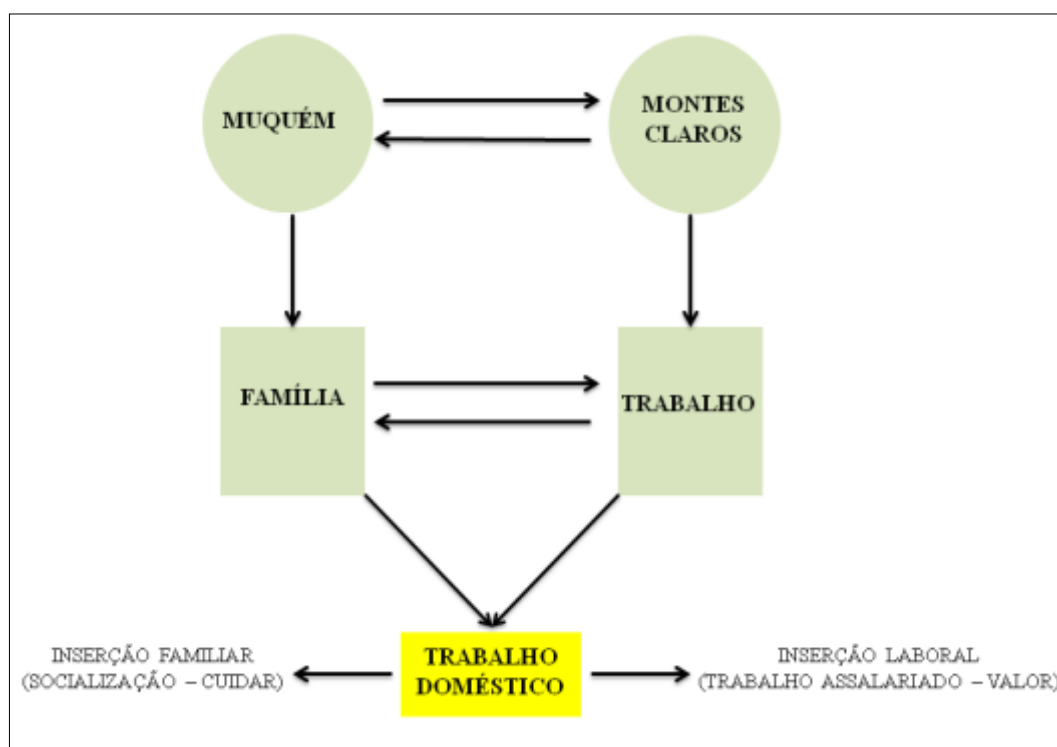 MUQUÉM
MONTES
CLAROS
FAMÍLIA
TRABALHO
TRABALHO
DOMÉSTICO
INSERÇÃO FAMILIAR
(SOCIALIZAÇÃO – CUIDAR)
INSERÇÃO LABORAL
(TRABALHO ASSALARIADO – VALOR)